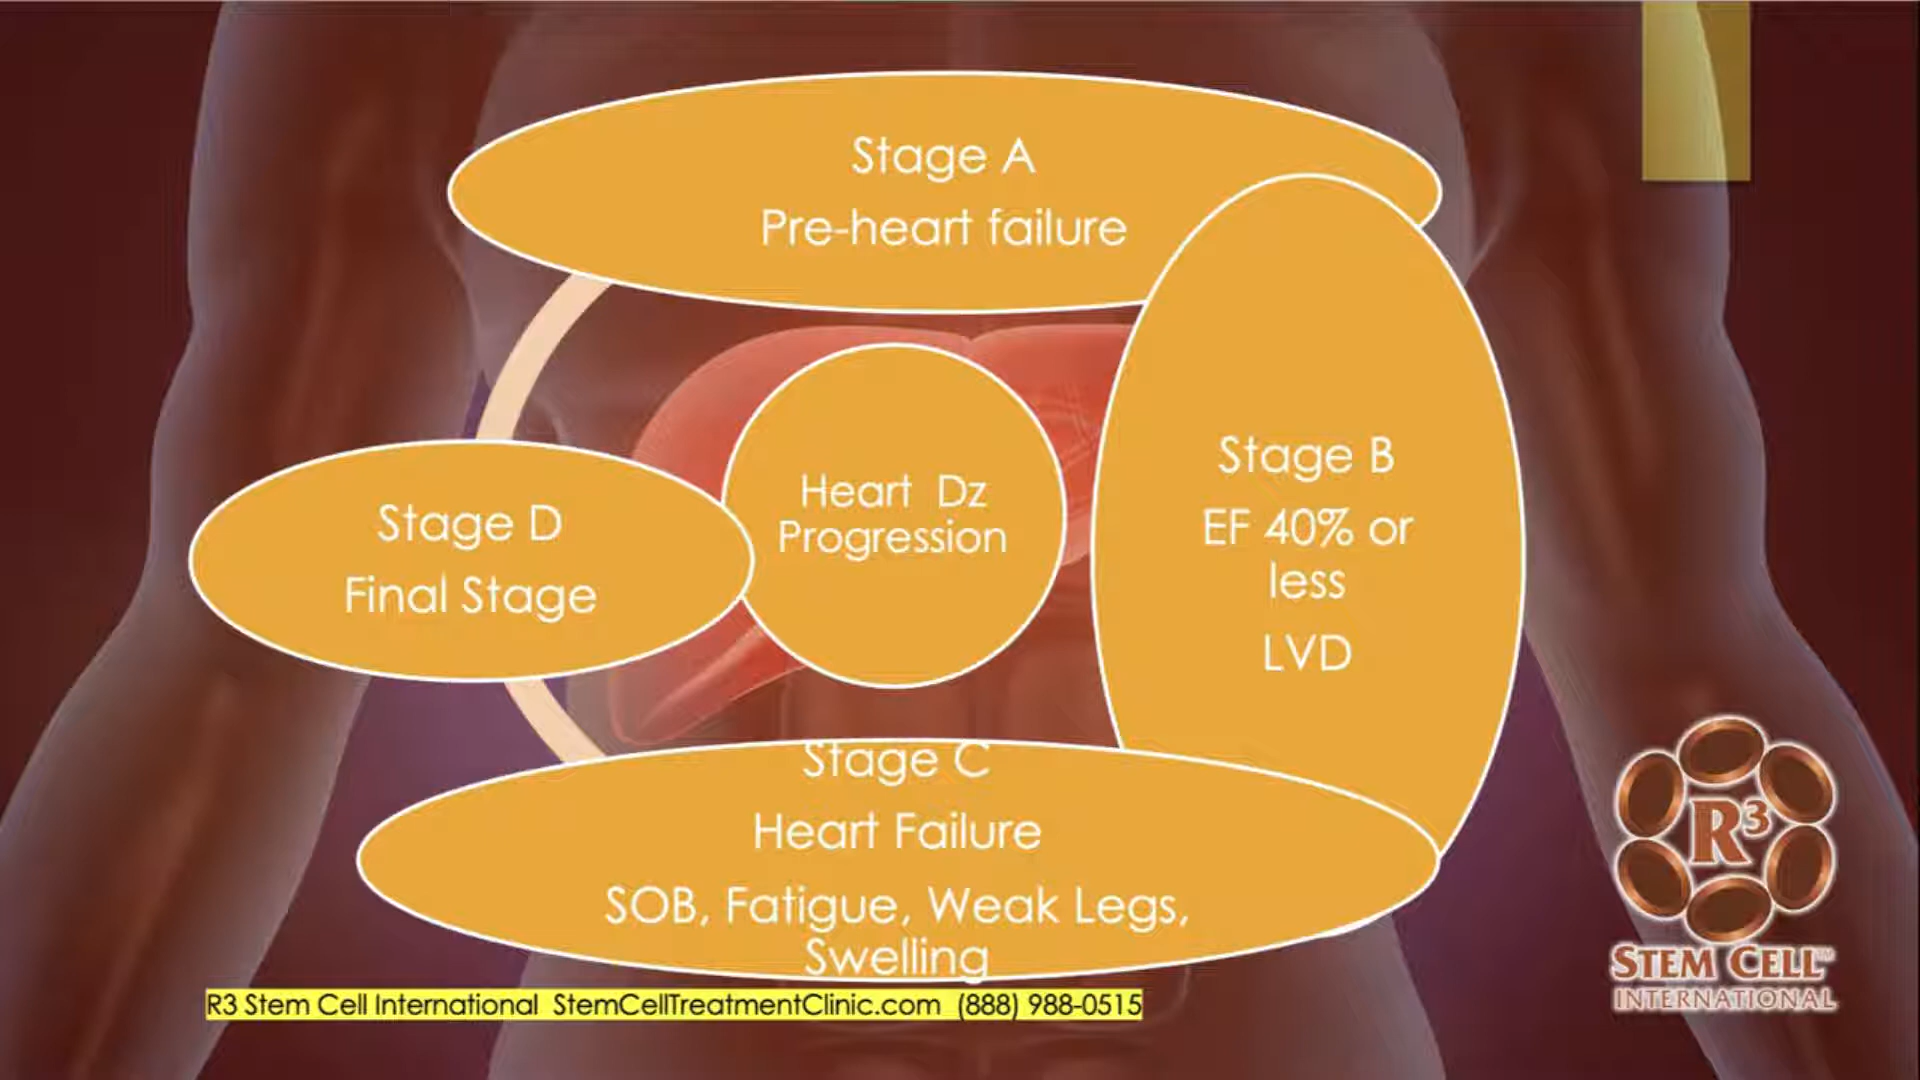 Stage A
Pre-heart failure
Stage B
EF 40% or
less
LVD
Stage C
Heart Failure
SOB, Fatigue, Weak Legs,
Swelling
Stage D
Final Stage
Heart Dz
Progression
R3 Stem Cell International StemCellTreatmentClinic.com (888) 988-0515
R³
STEM CELL™
INTERNATIONAL